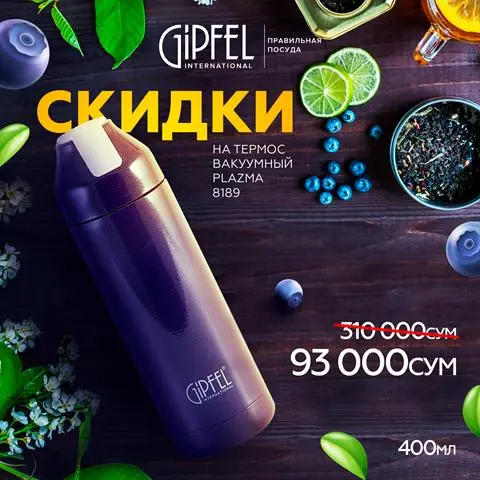 GiPFEL
INTERNATIONAL
ПРАВИЛЬНАЯ
ПОСУДА
СКИДКИ
НА ТЕРМОС
ВАКУУМНЫЙ
PLAZMA
8189
310 000СУМ
93 000СУМ
GiPFEL®
INTERNATIONAL
400МЛ